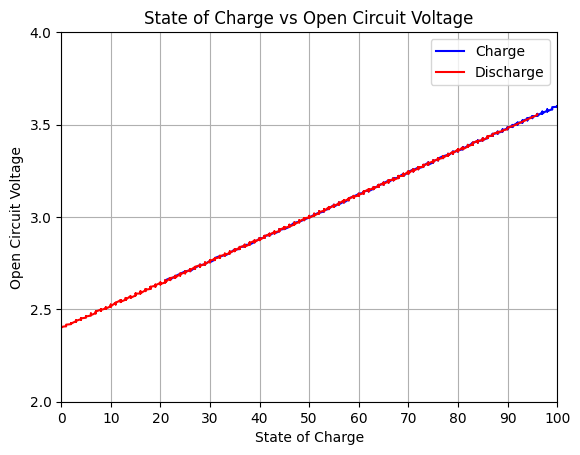 State of Charge vs Open Circuit Voltage
4.0
3.5
3.0
2.5
2.0
Open Circuit Voltage
Charge
Discharge
0 10 20 30 40 50 60 70 80 90 100
State of Charge